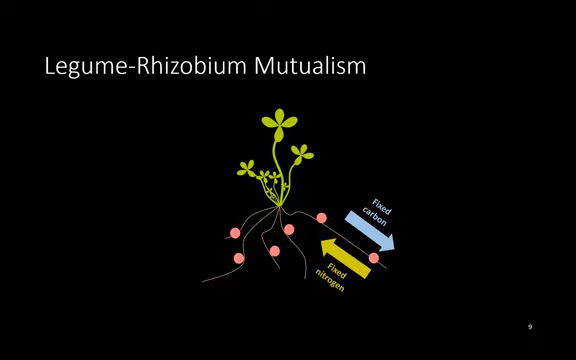 Legume-Rhizobium Mutualism
Fixed
carbon
Fixed
nitrogen
9